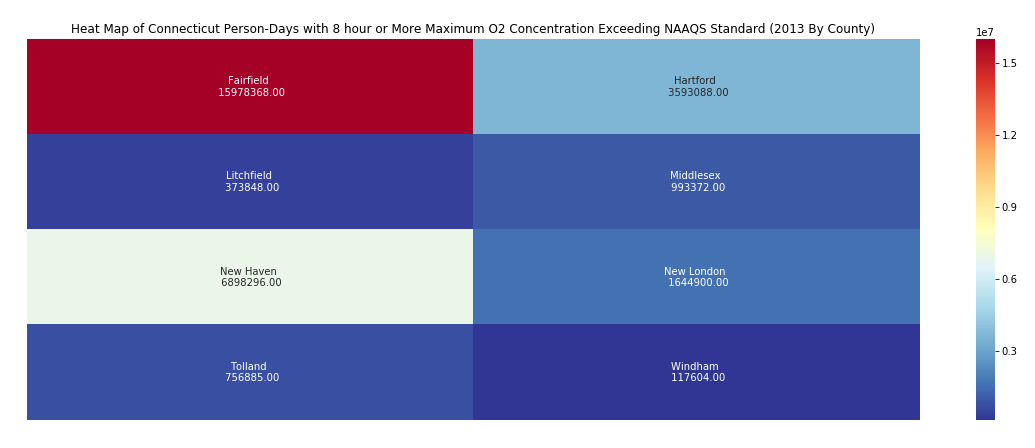 Heat Map of Connecticut Person-Days with 8 hour or More Maximum O2 Concentration Exceeding NAAQS Standard (2013 By County)
1e7
Fairfield
15978368.00
Hartford
3593088.00
Litchfield
373848.00
Middlesex
993372.00
New Haven
6898296.00
New London
1644900.00
Tolland
756885.00
Windham
117604.00
1.5
1.2
0.9
0.6
0.3